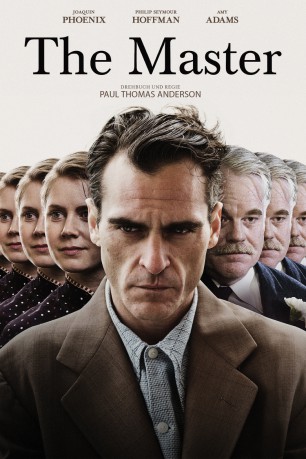 JOAQUIN PHILIP SEYMOUR AMY
PHOENIX HOFFMAN ADAMS
The Master
DREHBUCH UND REGIE
PAUL THOMAS ANDERSON